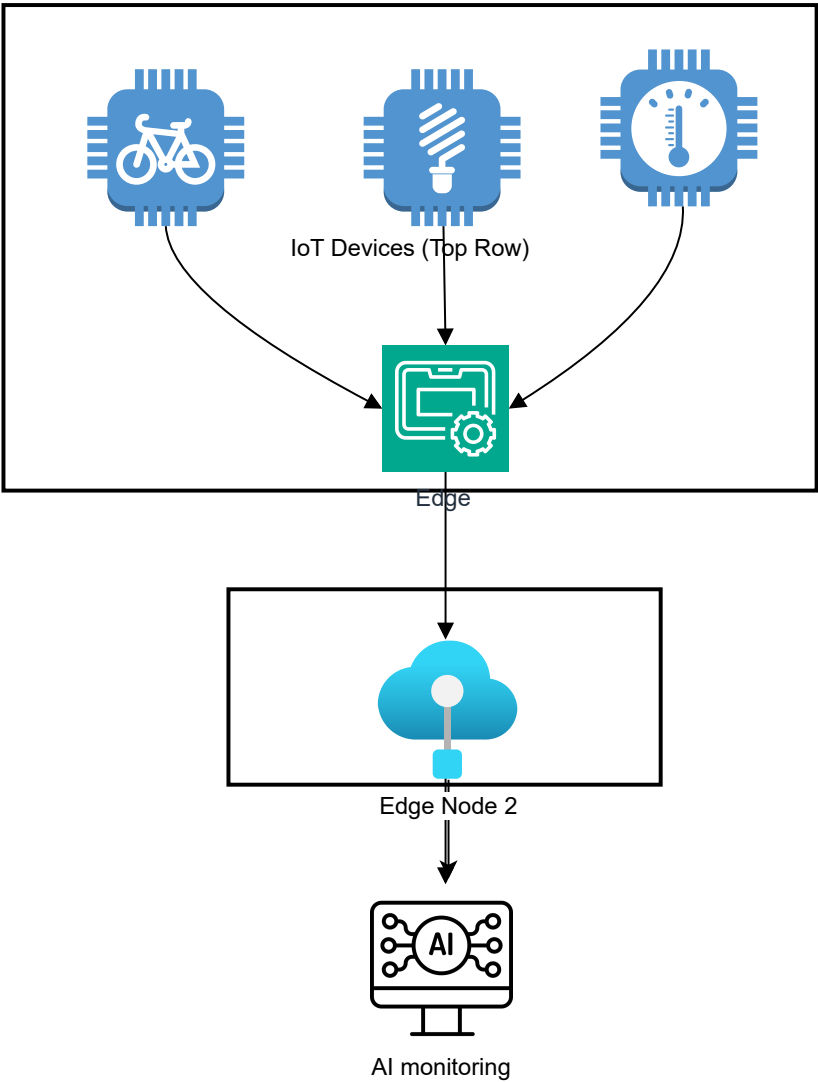 IoT Devices (Top Row)
Edge
Edge Node 2
AI
AI monitoring